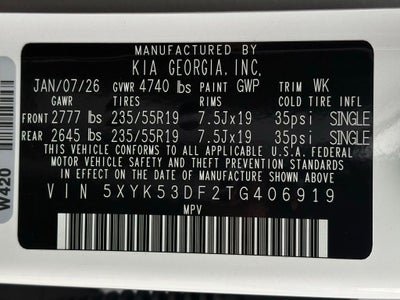 MANUFACTURED BY
KIA GEORGIA, INC.
JAN/07/26 GVWR 4740 lbs PAINT GWP TRIM WK
GAWR TIRES RIMS COLD TIRE INFL
FRONT 2777 lbs 235/55R19 7.5Jx19 35psi SINGLE
REAR 2645 lbs 235/55R19 7.5Jx19 35psi SINGLE
THIS VEHICLE CONFORMS TO ALL APPLICABLE U.S.A. FEDERAL
MOTOR VEHICLE SAFETY, BUMPER, AND THEFT PREVENTION STANDARDS
IN EFFECT ON THE DATE OF MANUFACTURE SHOWN ABOVE.
VIN 5XYK53DF2TG406919
MPV
W420